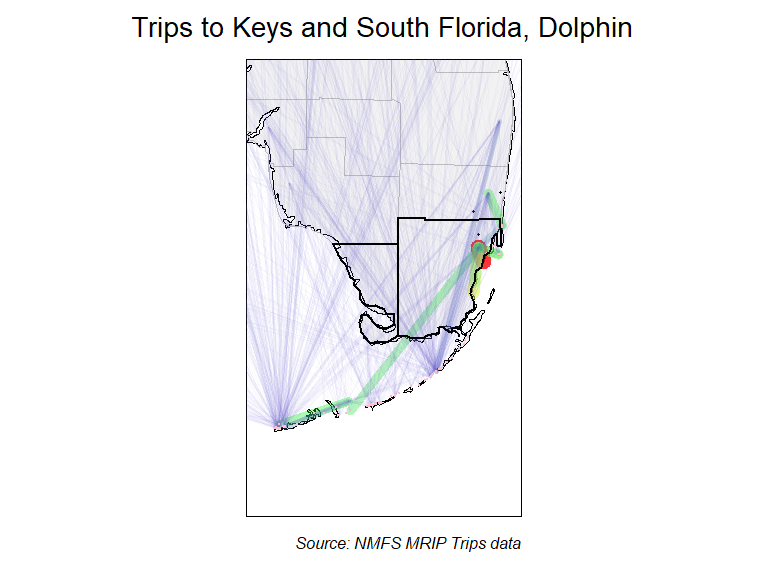 Trips to Keys and South Florida, Dolphin
Source: NMFS MRIP Trips data